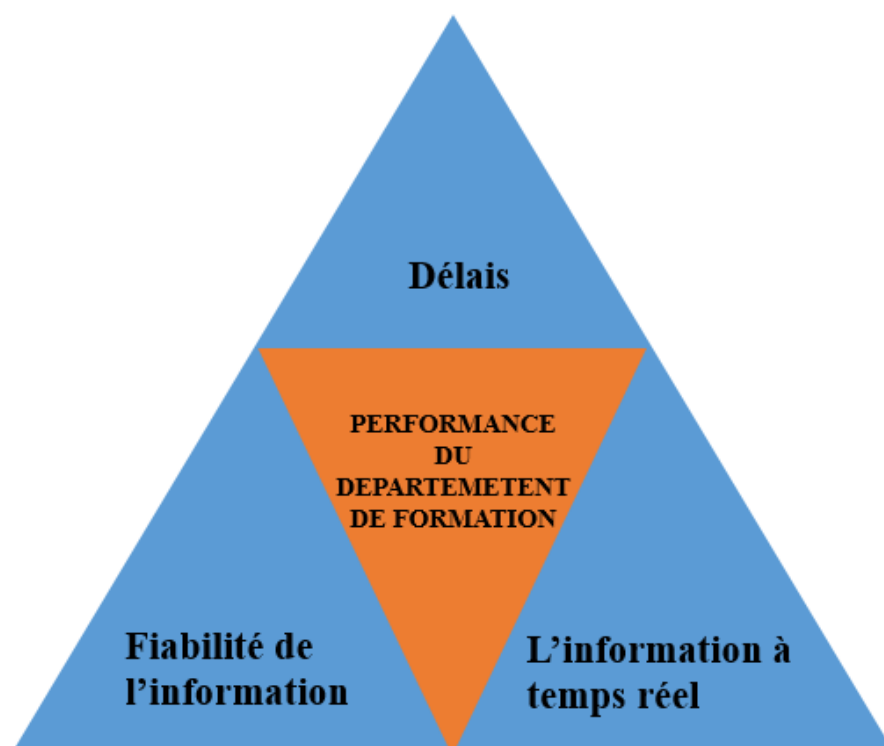 Délais
PERFORMANCE
DU
DEPARTEMETENT
DE FORMATION
Fiabilité de
l’information
L’information à
temps réel